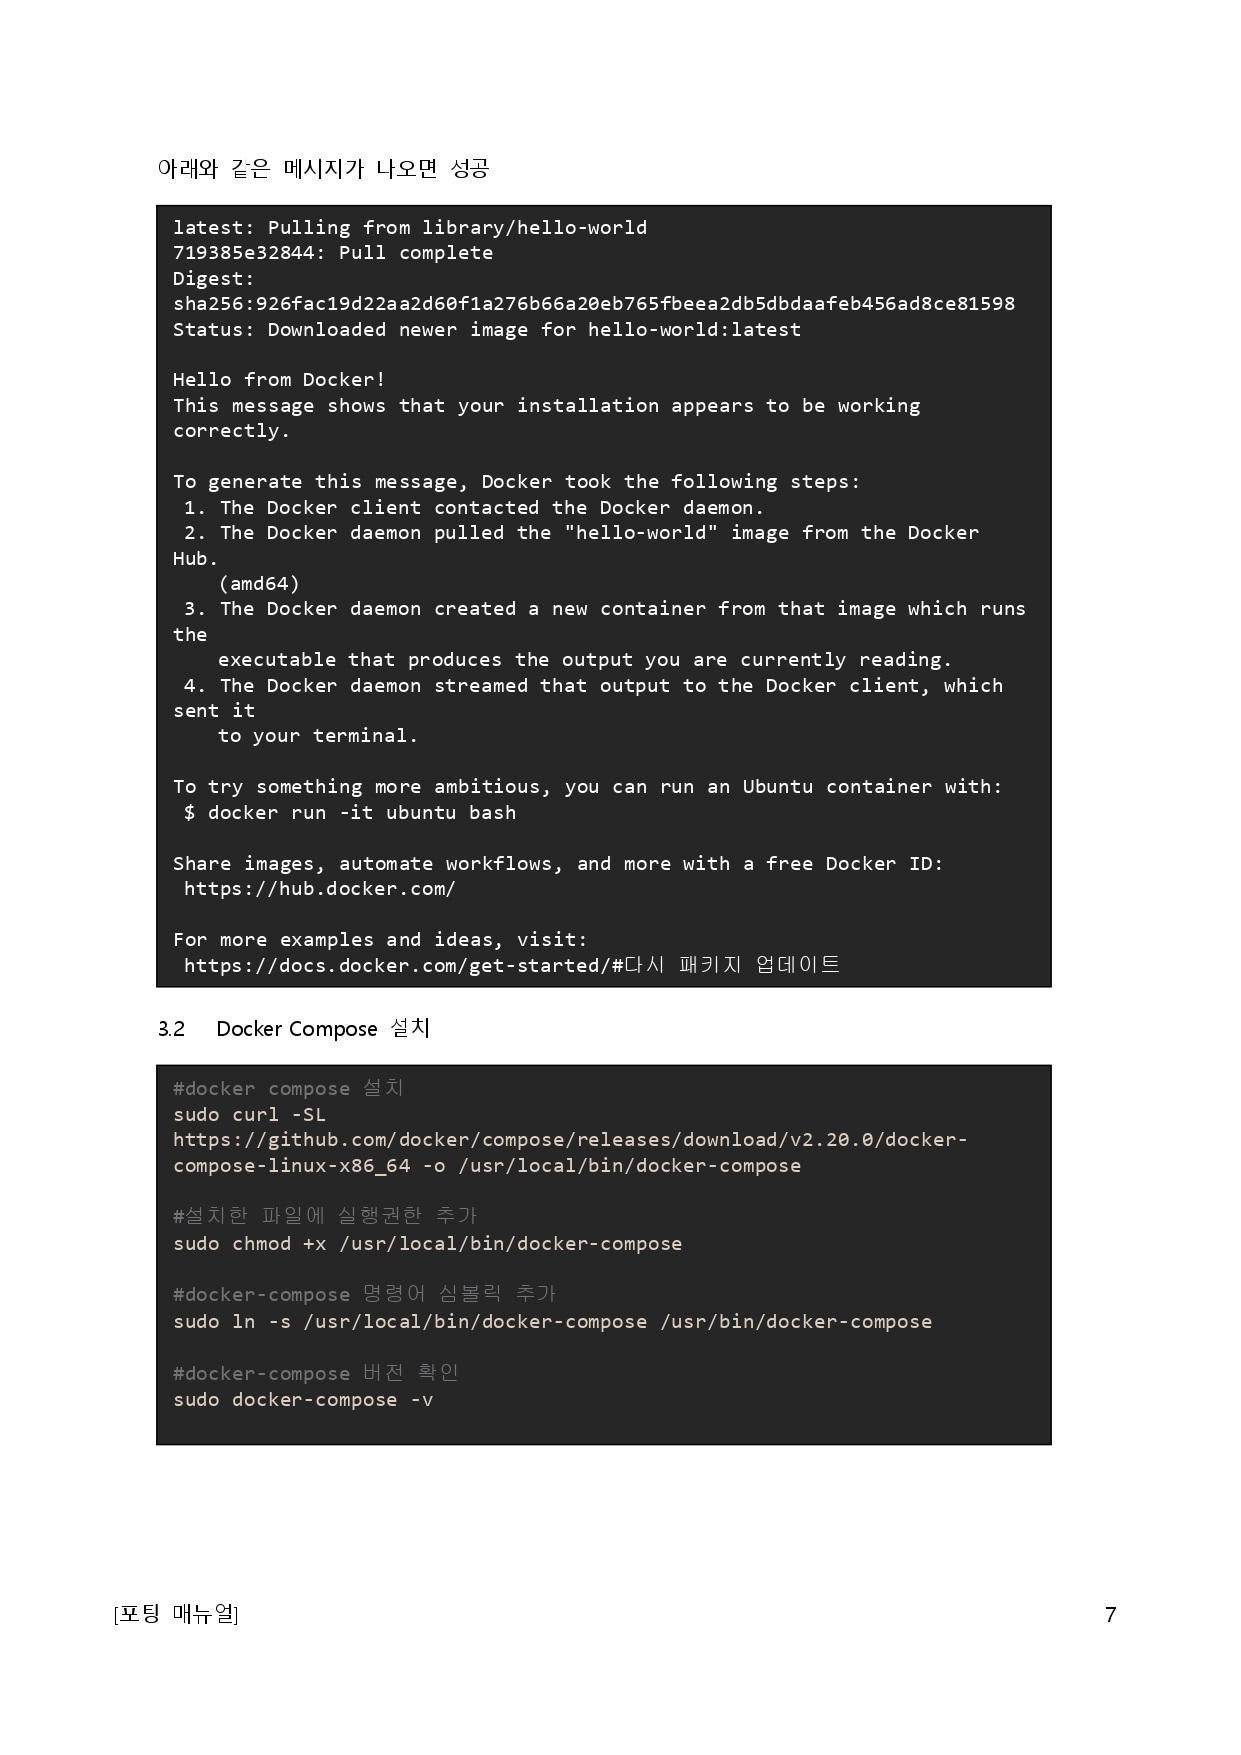 아래와 같은 메시지가 나오면 성공
latest: Pulling from library/hello-world
719385e32844: Pull complete
Digest:
sha256:926fac19d22aa2d60f1a276b66a20eb765fbeea2db5dbdaafeb456ad8ce81598
Status: Downloaded newer image for hello-world:latest
Hello from Docker!
This message shows that your installation appears to be working
correctly.
To generate this message, Docker took the following steps:
1. The Docker client contacted the Docker daemon.
2. The Docker daemon pulled the "hello-world" image from the Docker
Hub.
(amd64)
3. The Docker daemon created a new container from that image which runs
the
executable that produces the output you are currently reading.
4. The Docker daemon streamed that output to the Docker client, which
sent it
to your terminal.
To try something more ambitious, you can run an Ubuntu container with:
$ docker run -it ubuntu bash
Share images, automate workflows, and more with a free Docker ID:
https://hub.docker.com/
For more examples and ideas, visit:
https://docs.docker.com/get-started/#다시 패키지 업데이트
3.2 Docker Compose 설치
#docker compose 설치
sudo curl -SL
https://github.com/docker/compose/releases/download/v2.20.0/docker-
compose-linux-x86_64 -o /usr/local/bin/docker-compose
#설치한 파일에 실행권한 추가
sudo chmod +x /usr/local/bin/docker-compose
#docker-compose 명령어 심볼릭 추가
sudo ln -s /usr/local/bin/docker-compose /usr/bin/docker-compose
#docker-compose 버전 확인
sudo docker-compose -v
[포팅 매뉴얼] 7